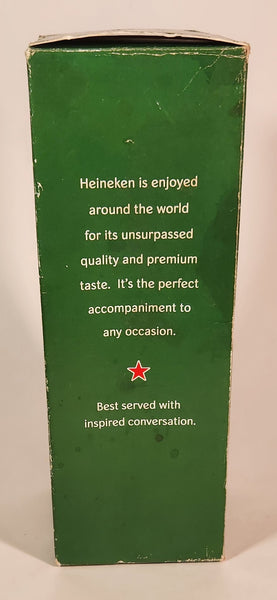 Heineken is enjoyed
around the world
for its unsurpassed
quality and premium
taste. It's the perfect
accompaniment to
any occasion.
Best served with
inspired conversation.